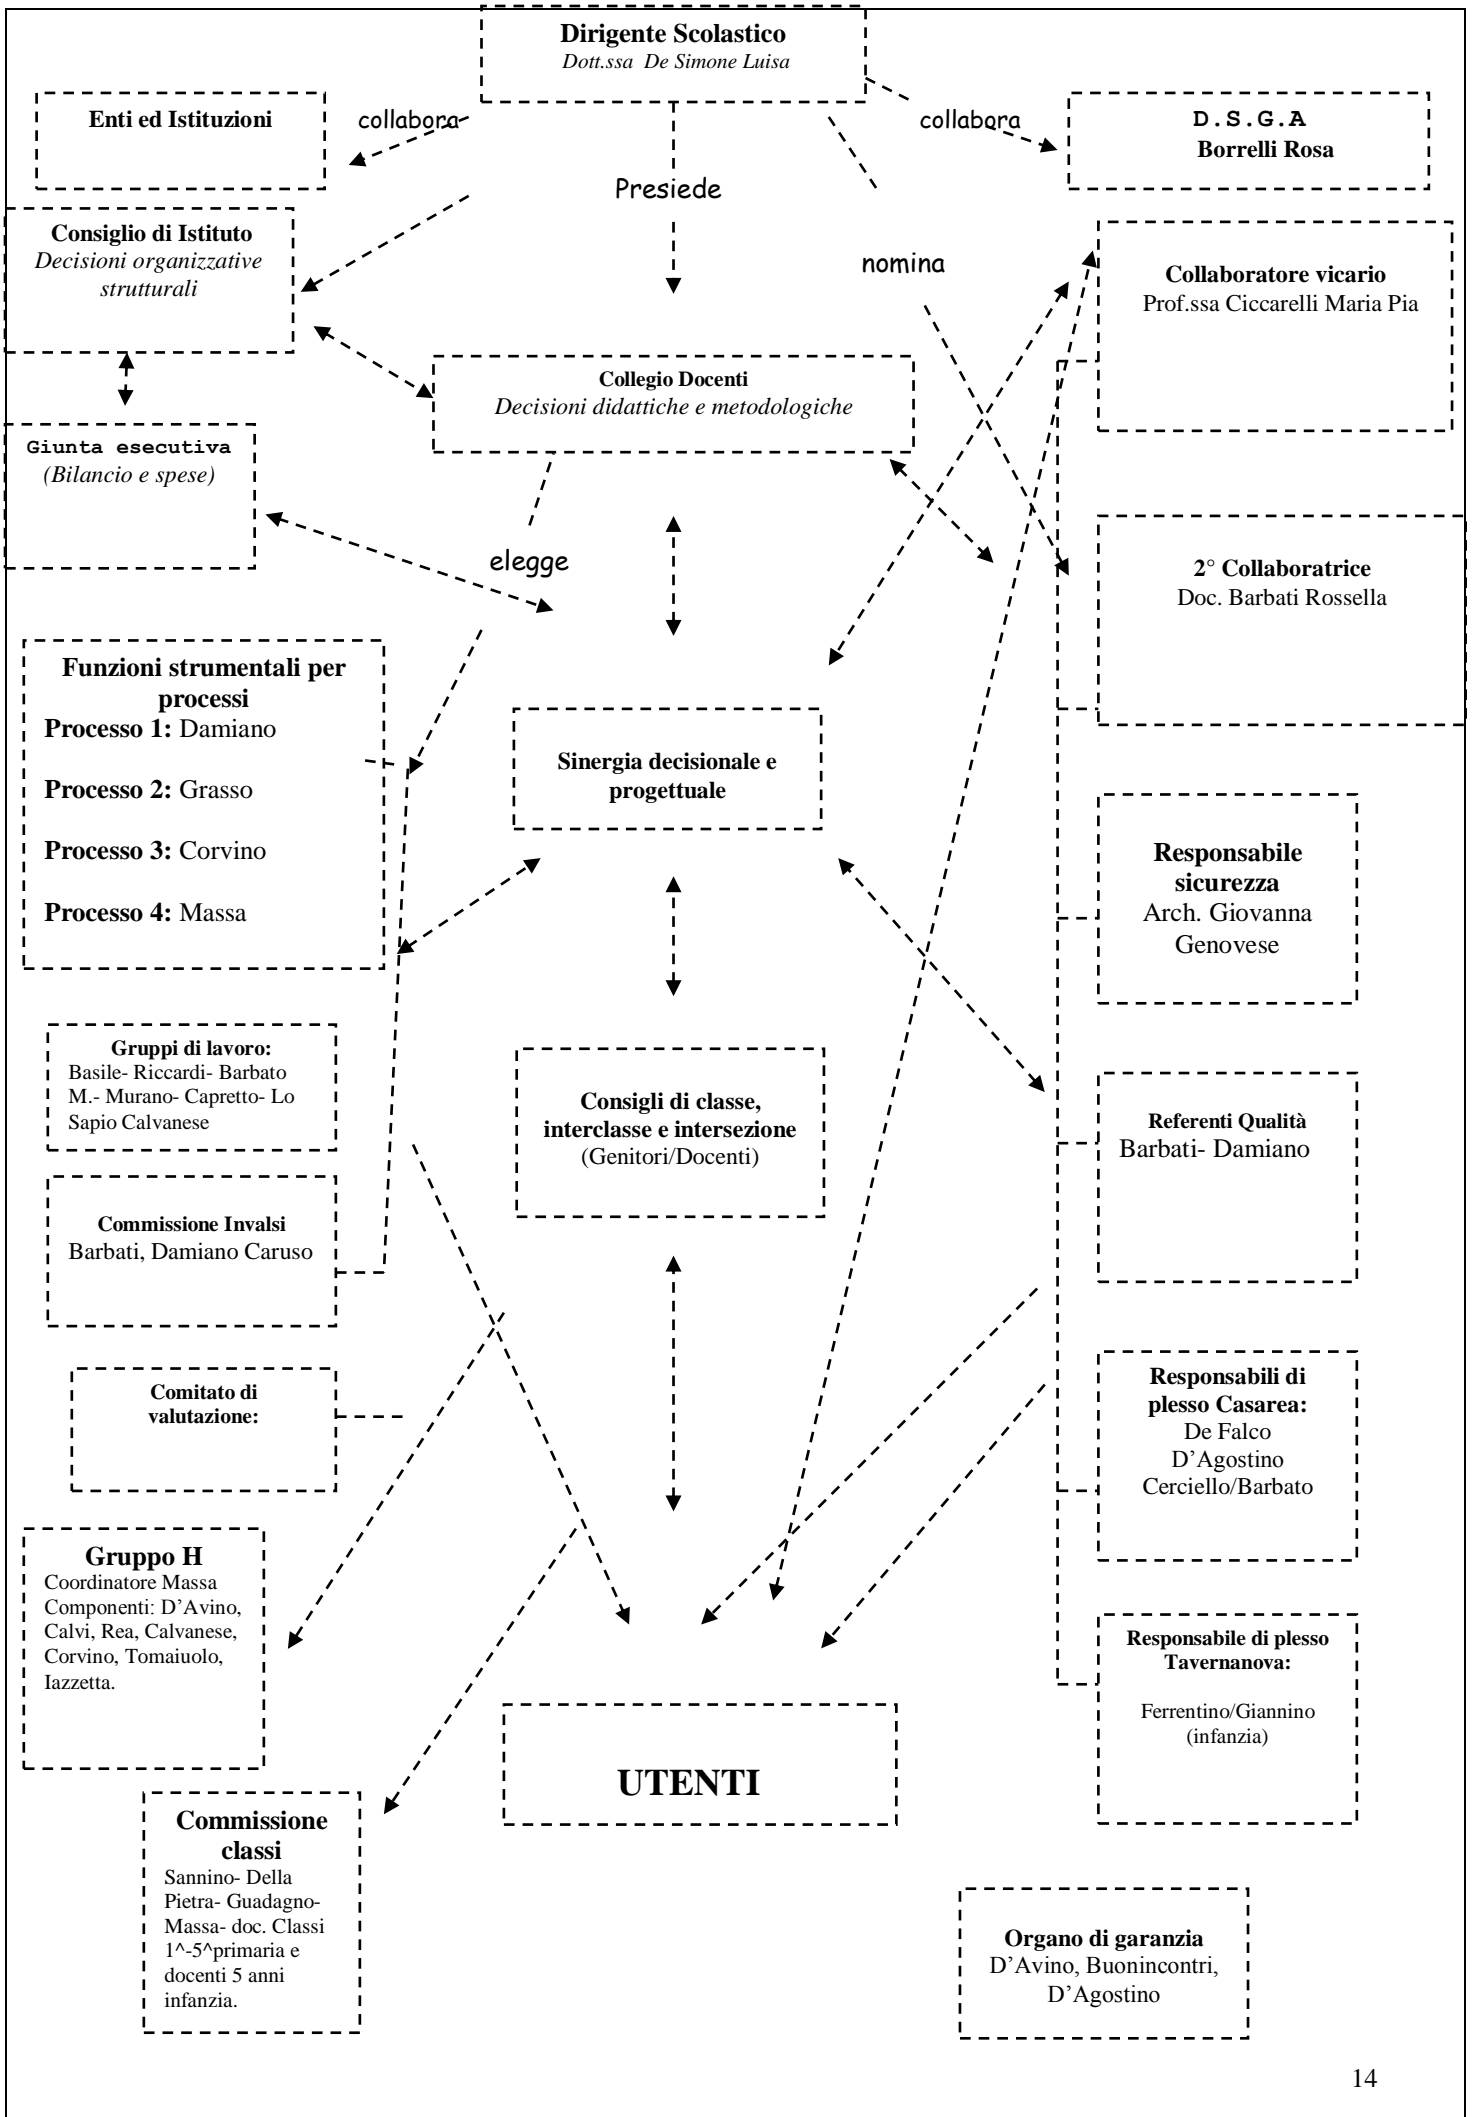 Dirigente Scolastico
Dott.ssa De Simone Luisa
Enti ed Istituzioni
collabora
collabora
D.S.G.A
Borrelli Rosa
Presiede
Consiglio di Istituto
Decisioni organizzative
strutturali
nomina
Collaboratore vicario
Prof.ssa Ciccarelli Maria Pia
Collegio Docenti
Decisioni didattiche e metodologiche
Giunta esecutiva
(Bilancio e spese)
elegge
2° Collaboratrice
Doc. Barbati Rossella
Funzioni strumentali per
processi
Processo 1: Damiano
Processo 2: Grasso
Processo 3: Corvino
Processo 4: Massa
Sinergia decisionale e
progettuale
Responsabile
sicurezza
Arch. Giovanna
Genovese
Gruppi di lavoro:
Basile- Riccardi- Barbato
M.- Murano- Capretto- Lo
Sapio Calvanese
Consigli di classe,
interclasse e intersezione
(Genitori/Docenti)
Referenti Qualità
Barbati- Damiano
Commissione Invalsi
Barbati, Damiano Caruso
Comitato di
valutazione:
Responsabili di
plesso Casarea:
De Falco
D’Agostino
Cerciello/Barbato
Gruppo H
Coordinatore Massa
Componenti: D’Avino,
Calvi, Rea, Calvanese,
Corvino, Tomaiuolo,
Iazzetta.
Responsabile di plesso
Tavernanova:
Ferrentino/Giannino
(infanzia)
UTENTI
Commissione
classi
Sannino- Della
Pietra- Guadagno-
Massa- doc. Classi
1^-5^primaria e
docenti 5 anni
infanzia.
Organo di garanzia
D’Avino, Buonincontri,
D’Agostino
14